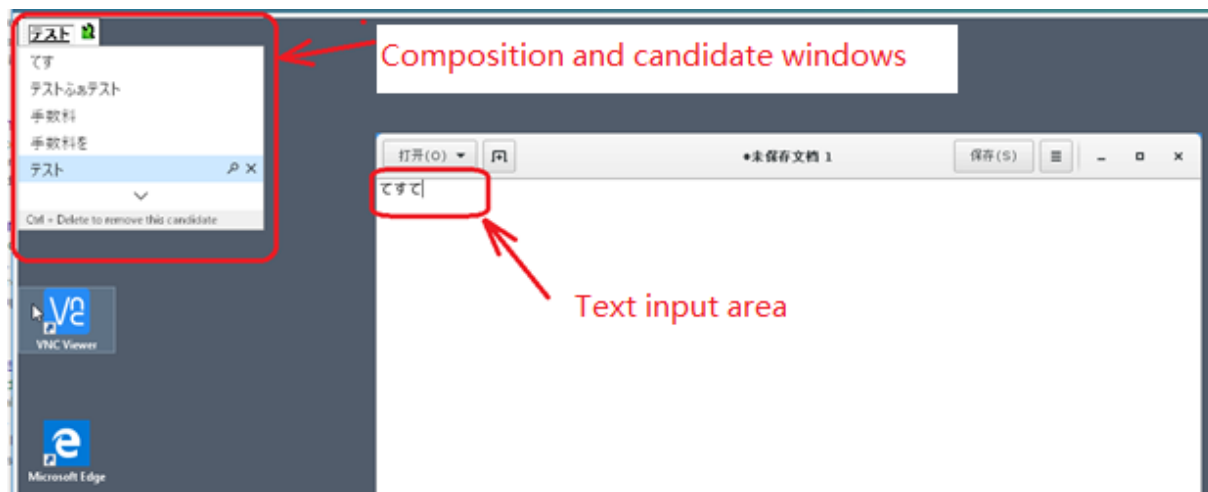 テスト
Composition and candidate windows
てす
テストふぁテスト
手数料
手数料を
テスト
Ctrl + Delete to remove this candidate
打开(O)
•未保存文档 1
保存(S)
てすて
Text input area
VNC Viewer
Microsoft Edge